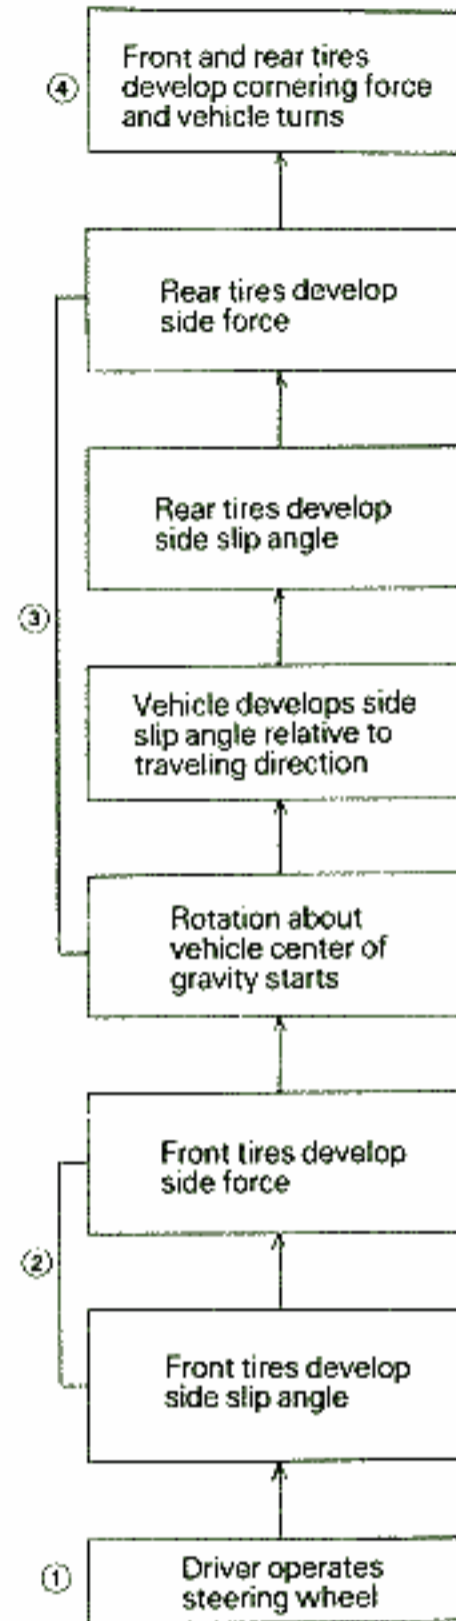 ④
Front and rear tires
develop cornering force
and vehicle turns
Rear tires develop
side force
Rear tires develop
side slip angle
③
Vehicle develops side
slip angle relative to
traveling direction
Rotation about
vehicle center of
gravity starts
Front tires develop
side force
②
Front tires develop
side slip angle
①
Driver operates
steering wheel